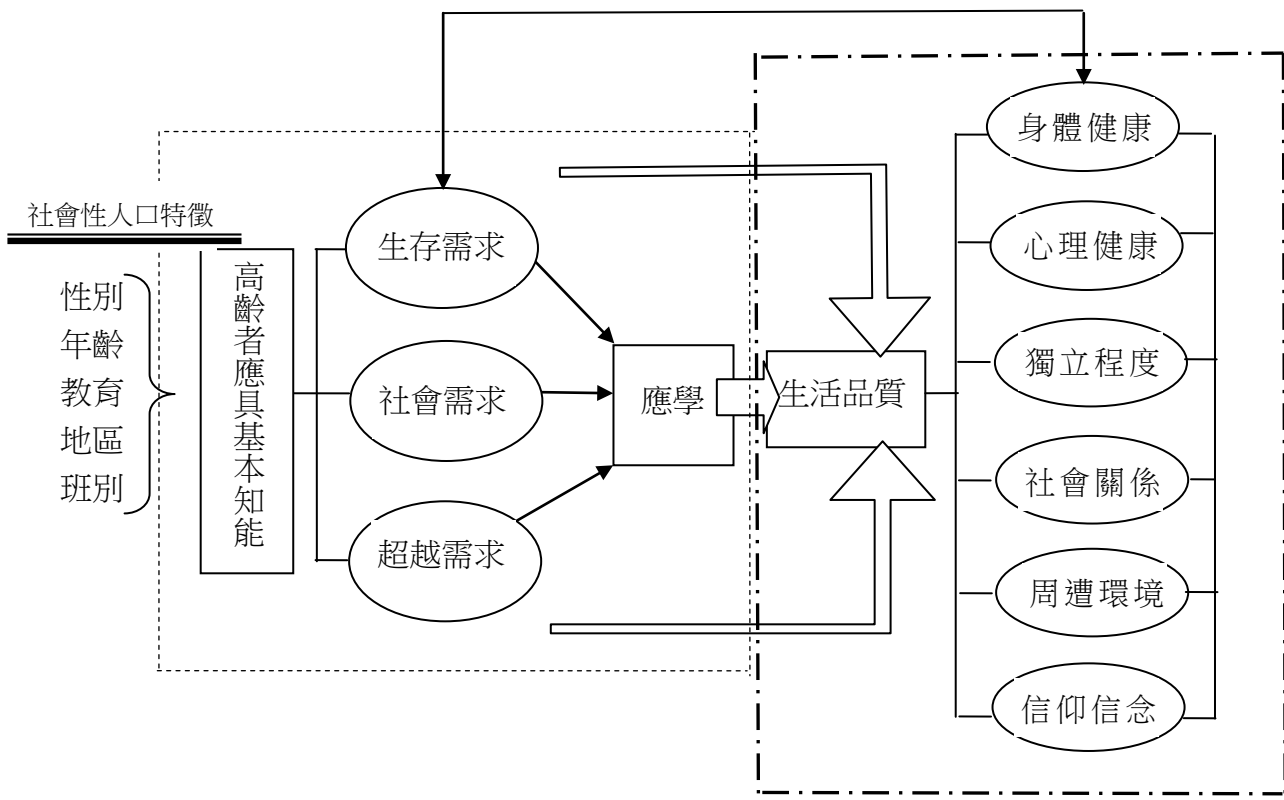 社會性人口特徵
性別
年齡
教育
地區
班別
高齡者應具基本知能
生存需求
社會需求
超越需求
應學
生活品質
身體健康
心理健康
獨立程度
社會關係
周遭環境
信仰信念